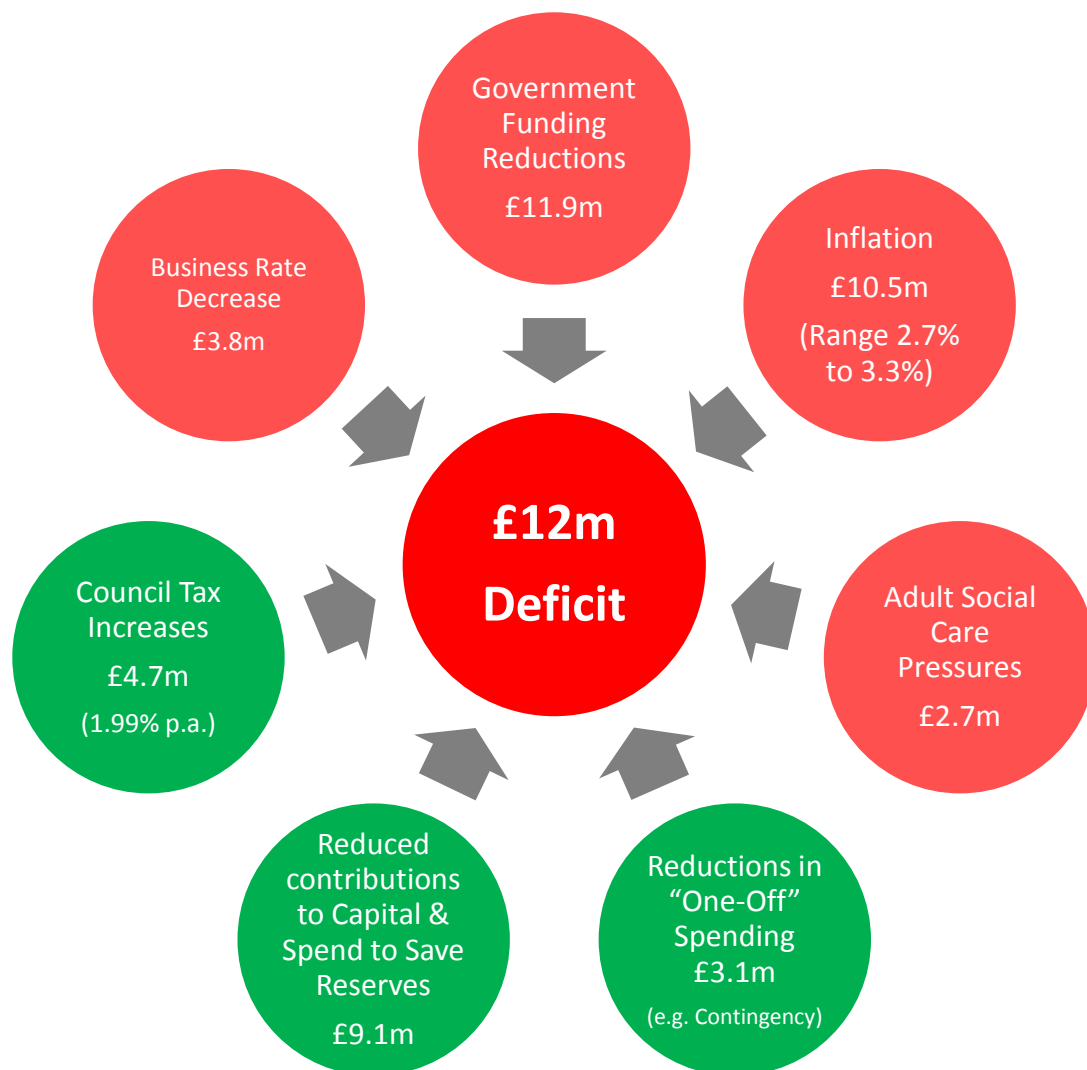 Government
Funding
Reductions
£11.9m
Inflation
£10.5m
(Range 2.7%
to 3.3%)
Business Rate
Decrease
£3.8m
£12m
Deficit
Council Tax
Increases
£4.7m
(1.99% p.a.)
Adult Social
Care
Pressures
£2.7m
Reduced
contributions
to Capital &
Spend to Save
Reserves
£9.1m
Reductions in
“One-Off”
Spending
£3.1m
(e.g. Contingency)